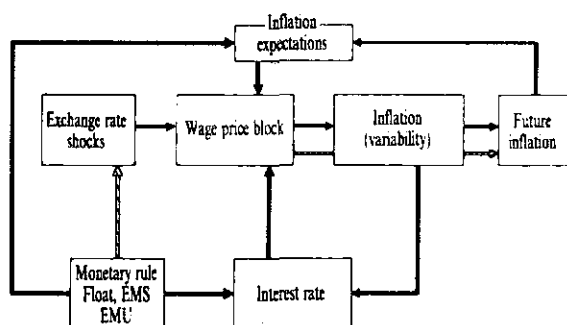 Inflation
expectations
Exchange rate
shocks
Wage price block
Inflation
(variability)
Future
inflation
Monetary rule
Float, EMS
EMU
Interest rate